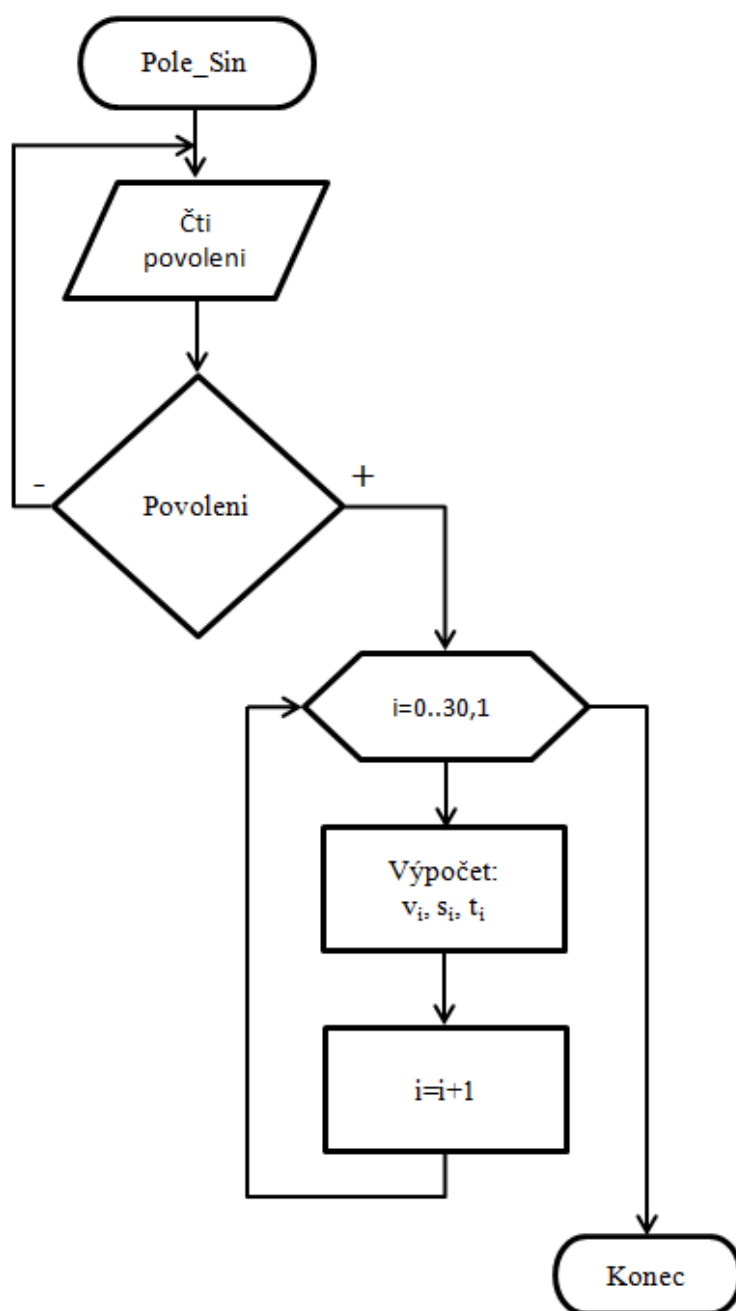 Pole_Sin
Čti
povoleni
Povoleni
-
+
i=0..30,1
Výpočet:
vᵢ, sᵢ, tᵢ
i=i+1
Konec